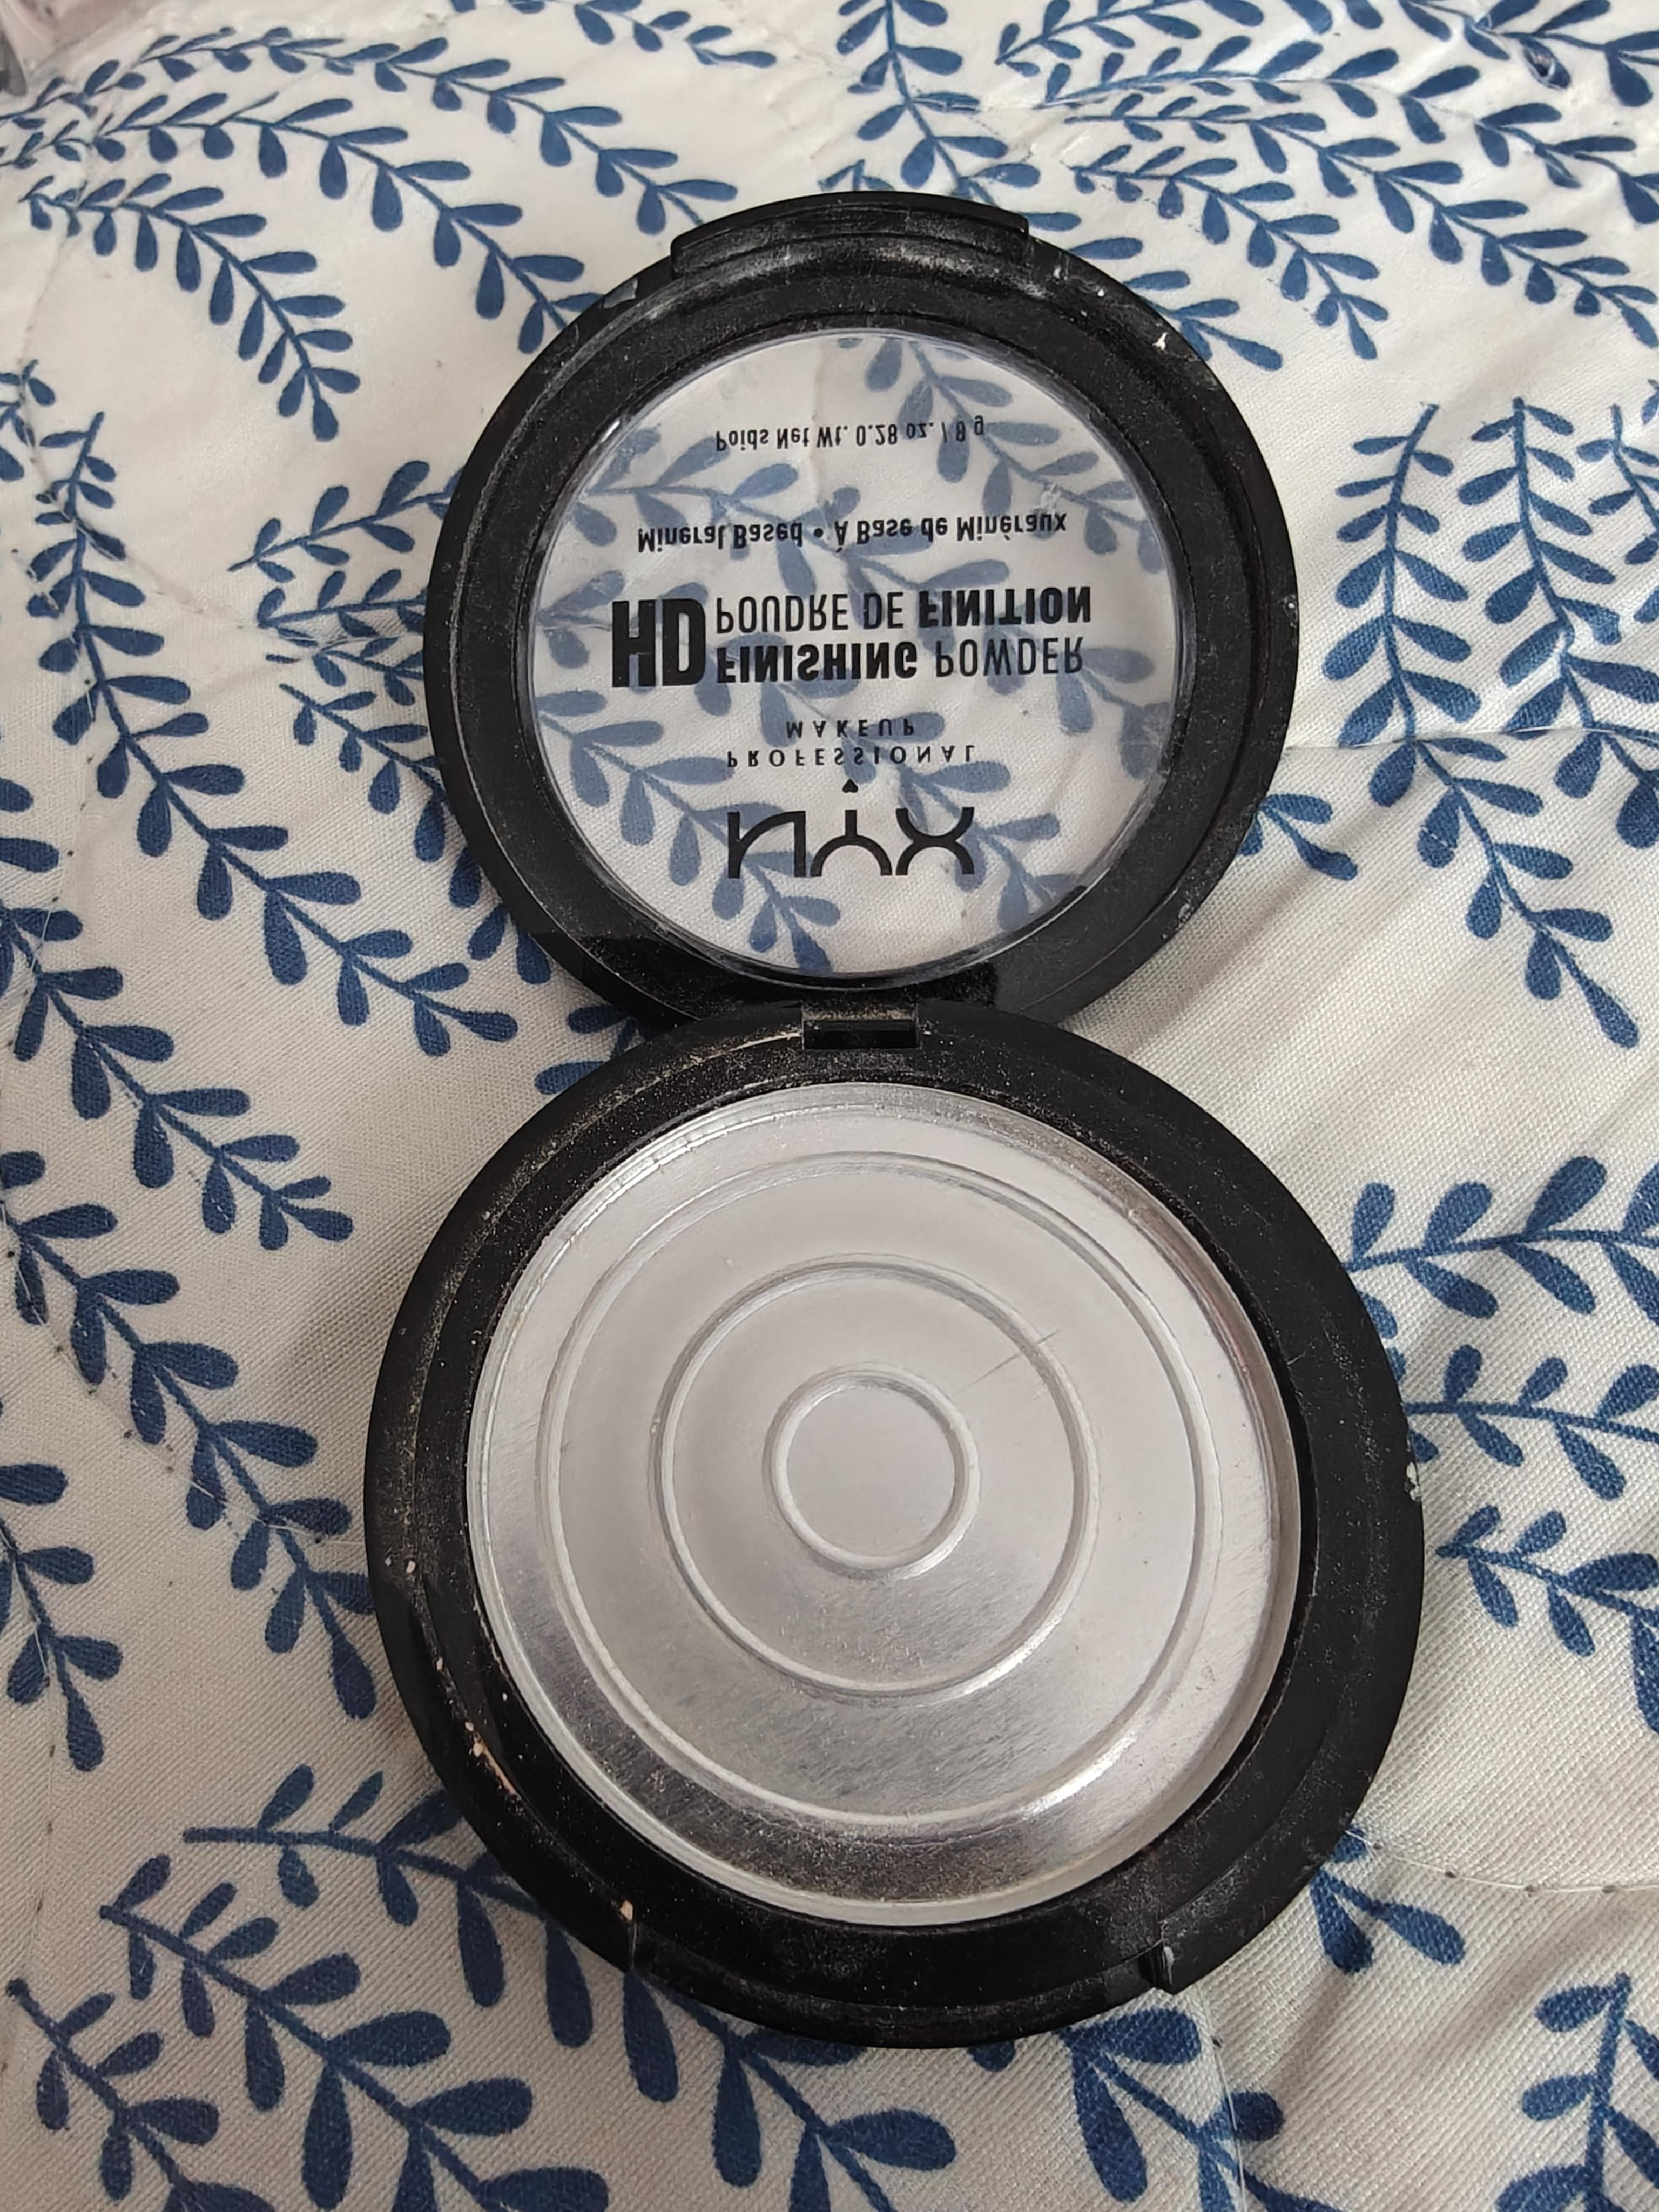 NYX
PROFESSIONAL
MAKEUP
HD FINISHING POWDER
POUDRE DE FINITION
Mineral Based • À Base de Minéraux
Poids Net Wt. 0.28 oz. / 8 g